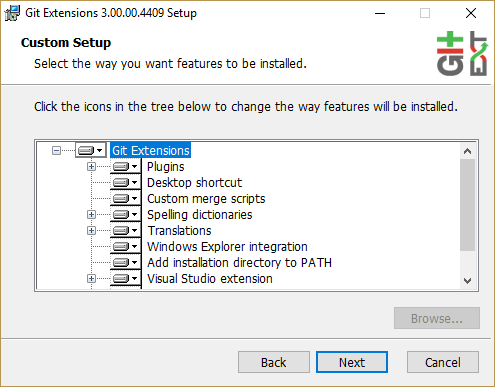 Git Extensions 3.00.00.4409 Setup
Custom Setup
Select the way you want features to be installed.
Git
EXT
Click the icons in the tree below to change the way features will be installed.
Git Extensions
Plugins
Desktop shortcut
Custom merge scripts
Spelling dictionaries
Translations
Windows Explorer integration
Add installation directory to PATH
Visual Studio extension
Browse...
Back
Next
Cancel